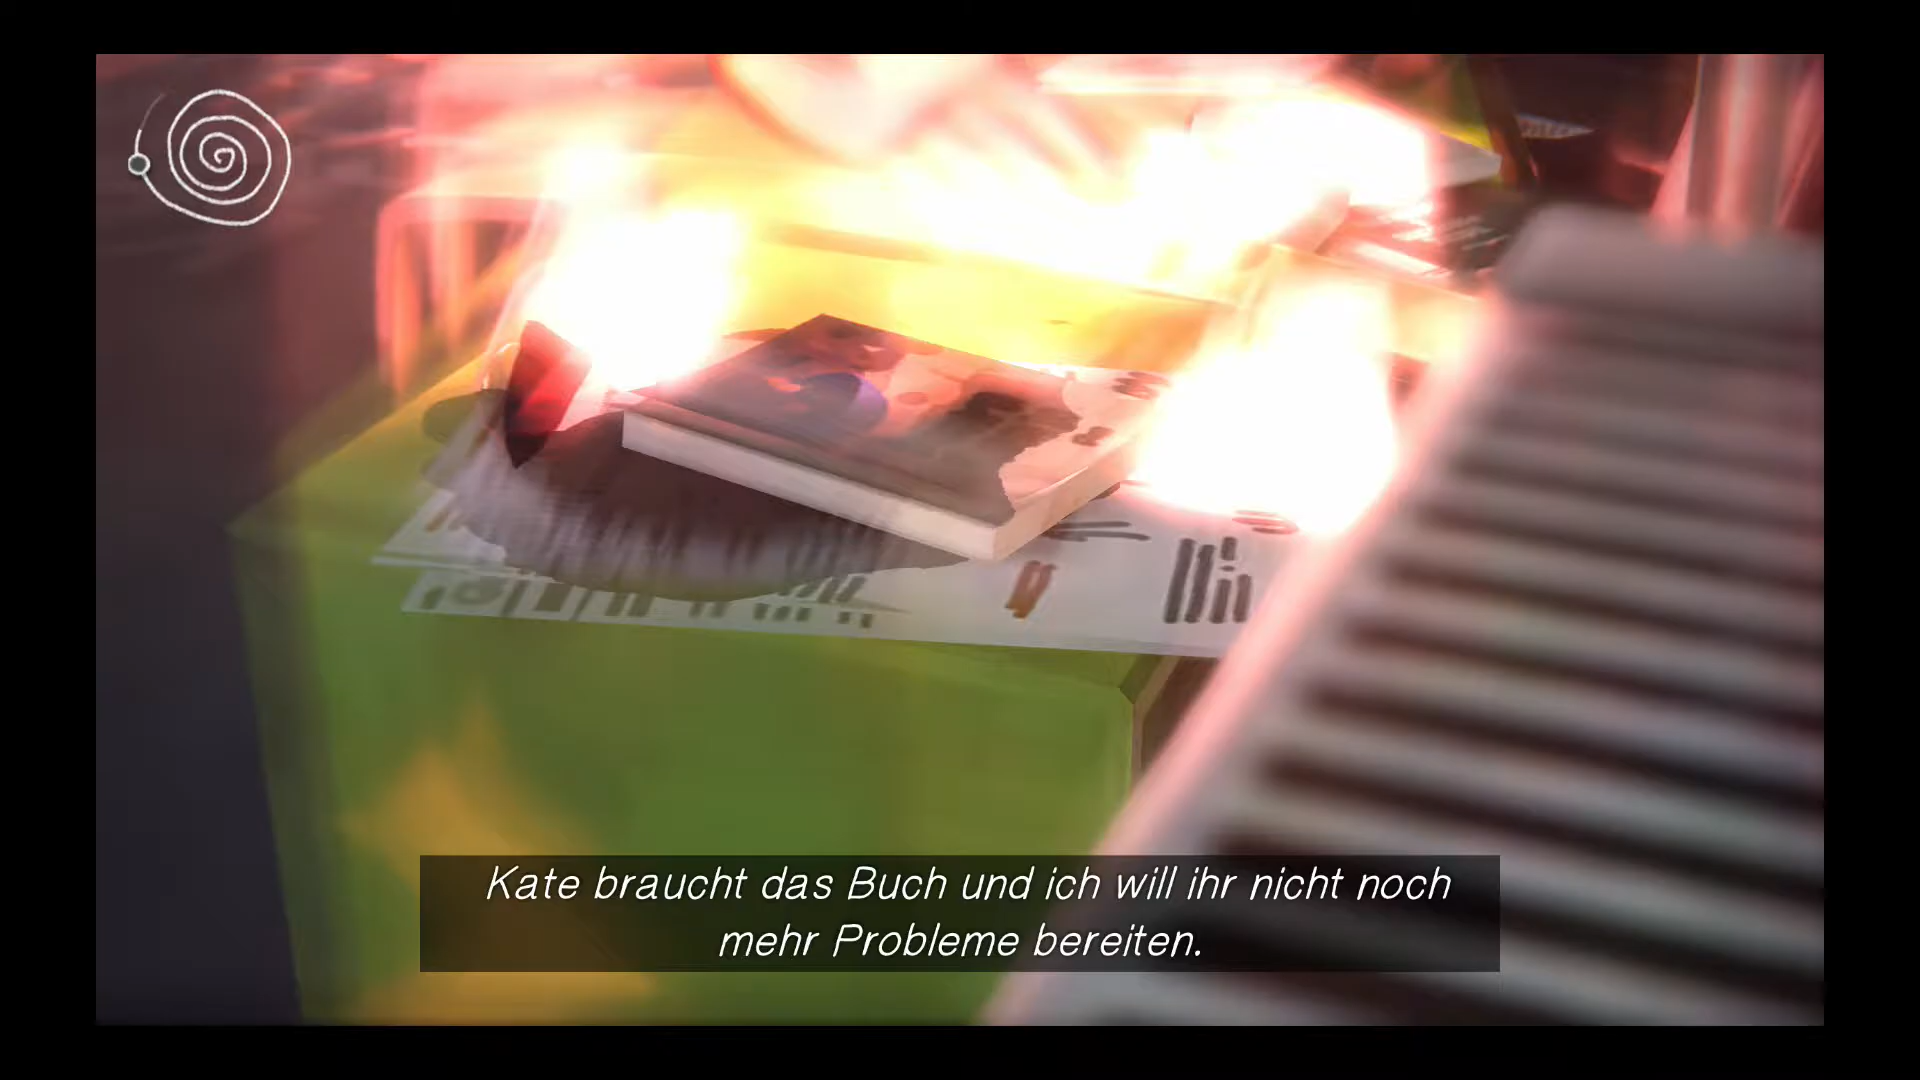 Kate braucht das Buch und ich will ihr nicht noch
mehr Probleme bereiten.